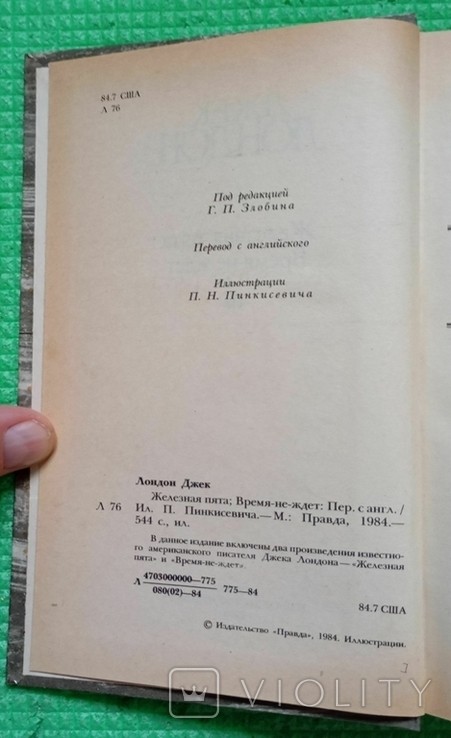 84.7 США
Л 76
Под редакцией
Г. П. Злобина
Перевод с английского
Иллюстрации
П. Н. Пинкисевича
Лондон Джек
Железная пята; Время-не-ждет: Пер. с англ./
Л 76 Ил. П. Пинкисевича.— М.: Правда, 1984.—
544 с., ил.
В данное издание включены два произведения известно-
го американского писателя Джека Лондона — «Железная
пята» и «Время-не-ждет».
Л 4703000000—775
080(02)—84
775—84
84.7 США
© Издательство «Правда», 1984. Иллюстрации.
VIOLITY